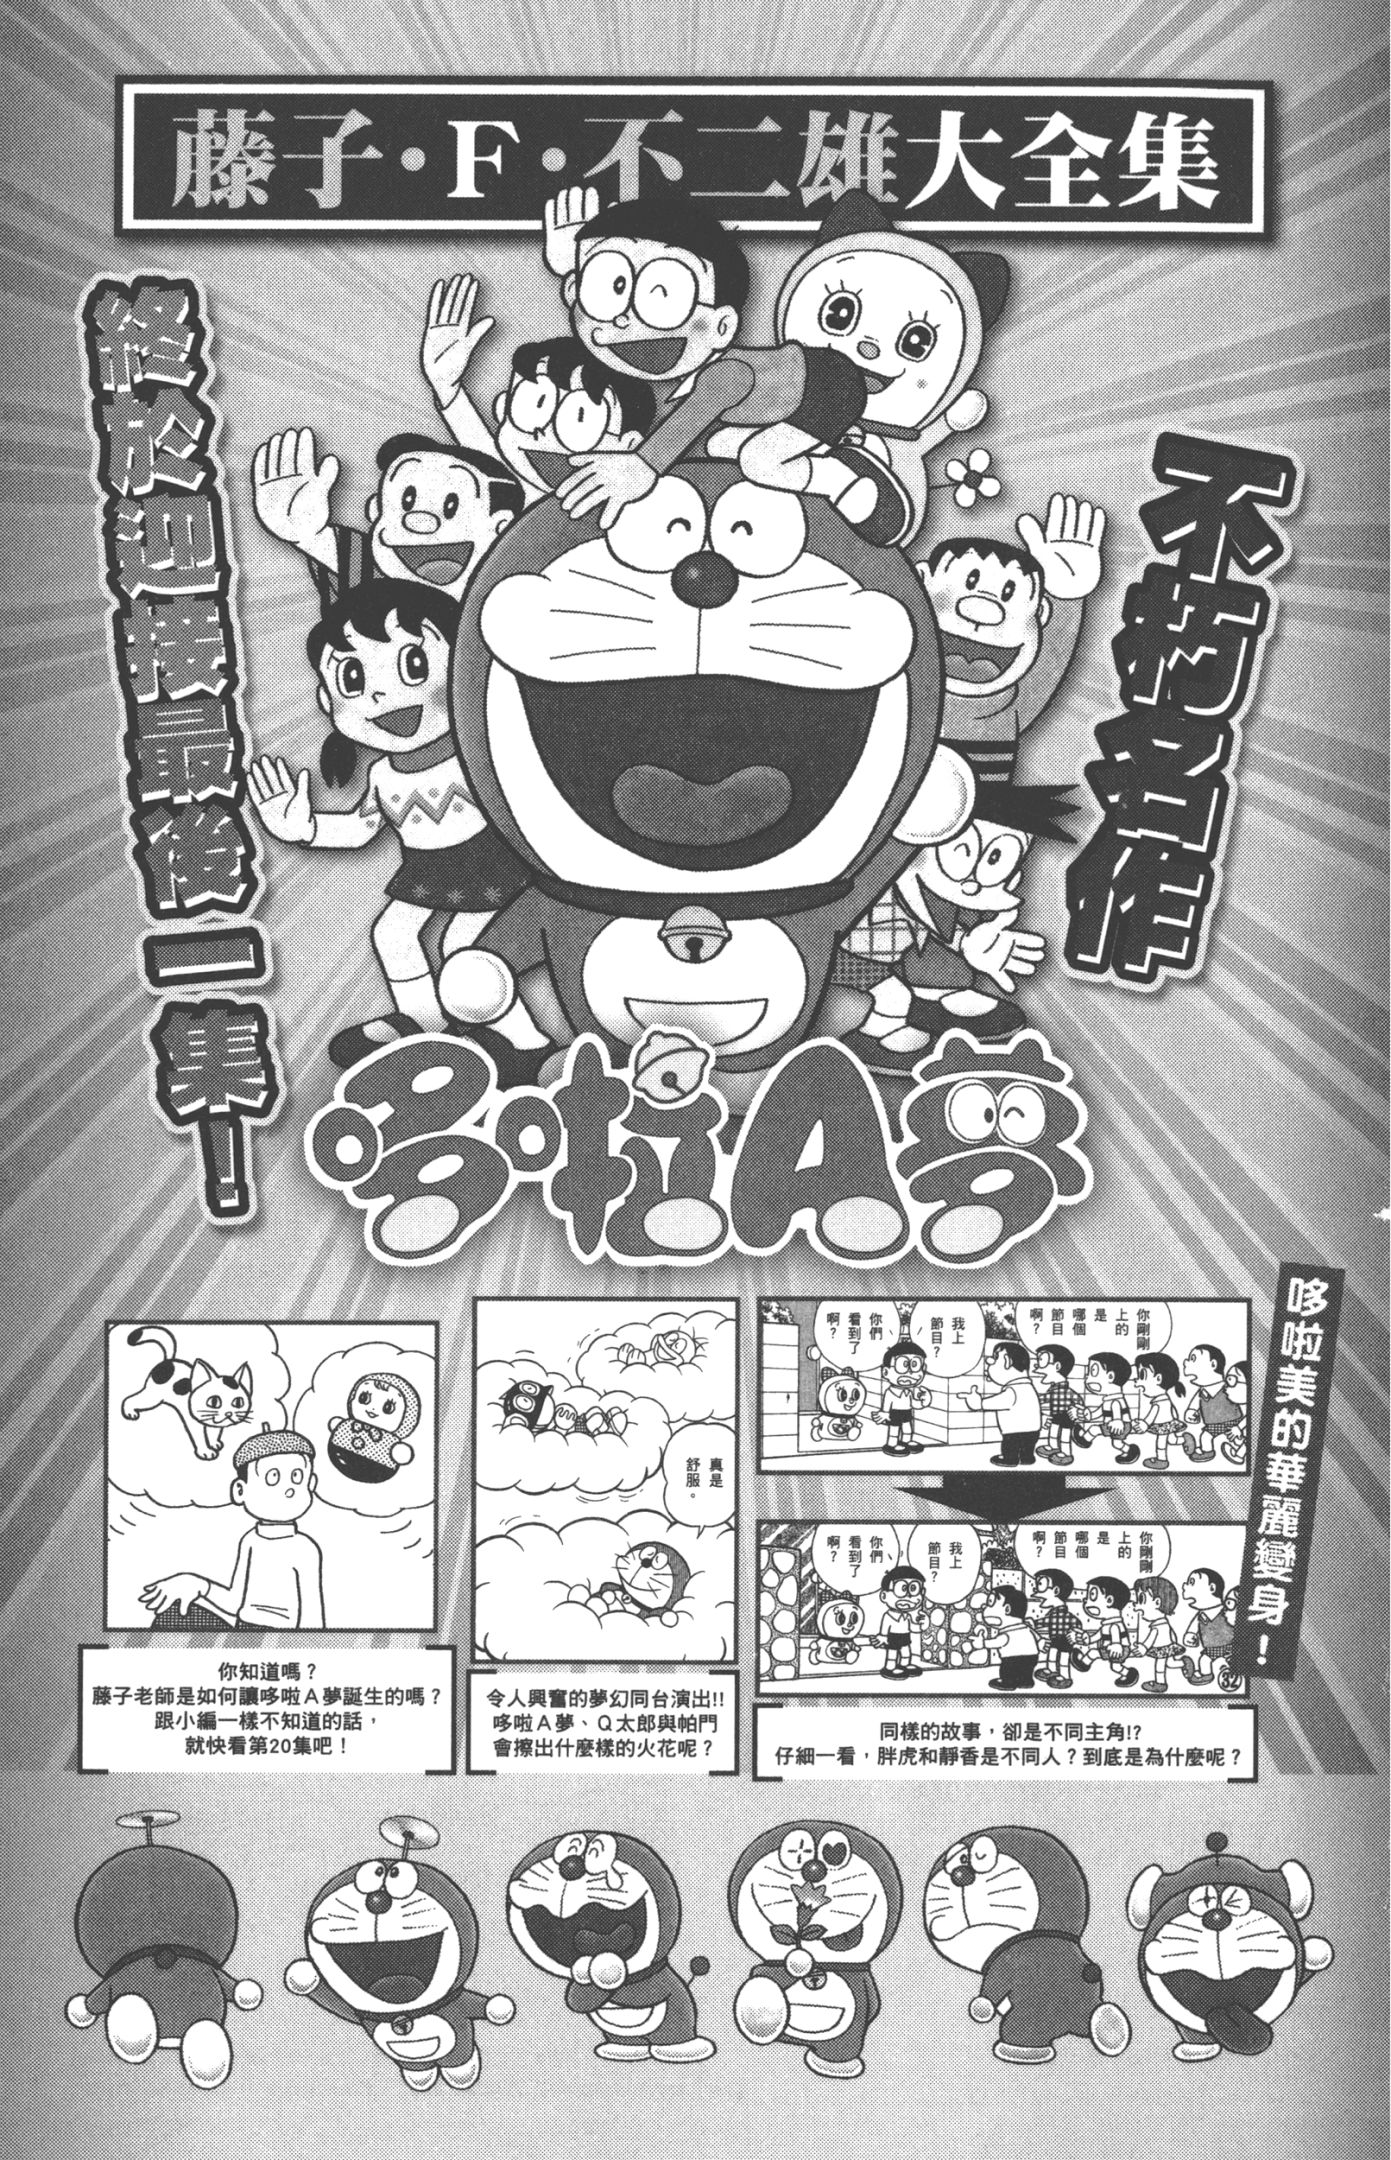 藤子・F・不二雄大全集
不朽名作
終於迎接最後一集！
哆啦A夢
你知道嗎？
藤子老師是如何讓哆啦A夢誕生的嗎？
跟小編一樣不知道的話，
就快看第20集吧！
真是
舒服。
令人興奮的夢幻同台演出!!
哆啦A夢、Q太郎與帕門
會擦出什麼樣的火花呢？
哆啦美的華麗變身！
你剛剛
上的
是
哪個
節目
啊？
我上
節目？
你們
看到了
啊？
你剛剛
上的
是
哪個
節目
啊？
我上
節目？
你們
看到了
啊？
32
同樣的故事，卻是不同主角!?
仔細一看，胖虎和靜香是不同人？到底是為什麼呢？